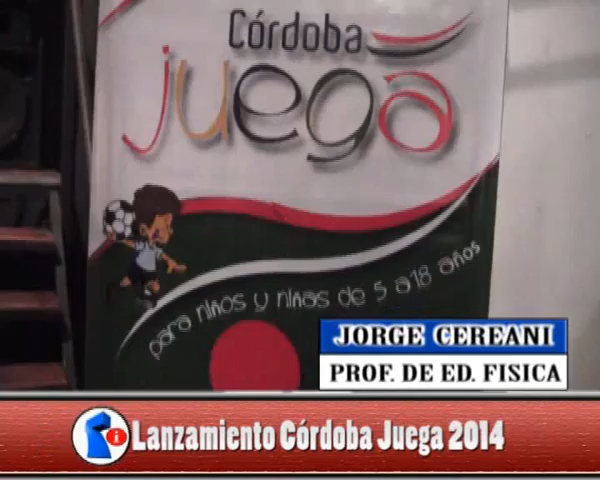 Córdoba
juega
para niños y niñas de 5 a 18 años
JORGE CEREANI
PROF. DE ED. FISICA
i
Lanzamiento Córdoba Juega 2014